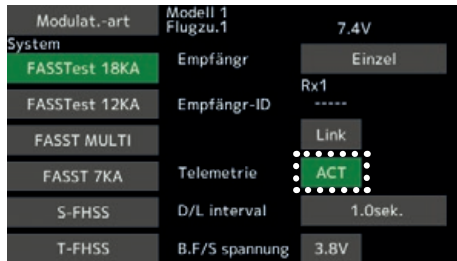 Modulat.-art
Modell 1
Flugzu.1
7.4V
System
FASSTest 18KA
Empfängr
Einzel
Rx1
FASSTest 12KA
Empfängr-ID
-----
FASST MULTI
Link
FASST 7KA
Telemetrie
ACT
S-FHSS
D/L interval
1.0sek.
T-FHSS
B.F/S spannung
3.8V